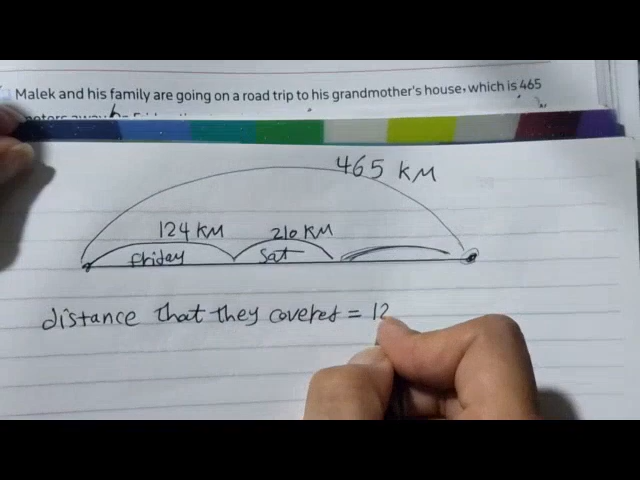 Malek and his family are going on a road trip to his grandmother's house, which is 465
465 KM
124 KM 210 KM
Friday Sat
distance that they covered = 12